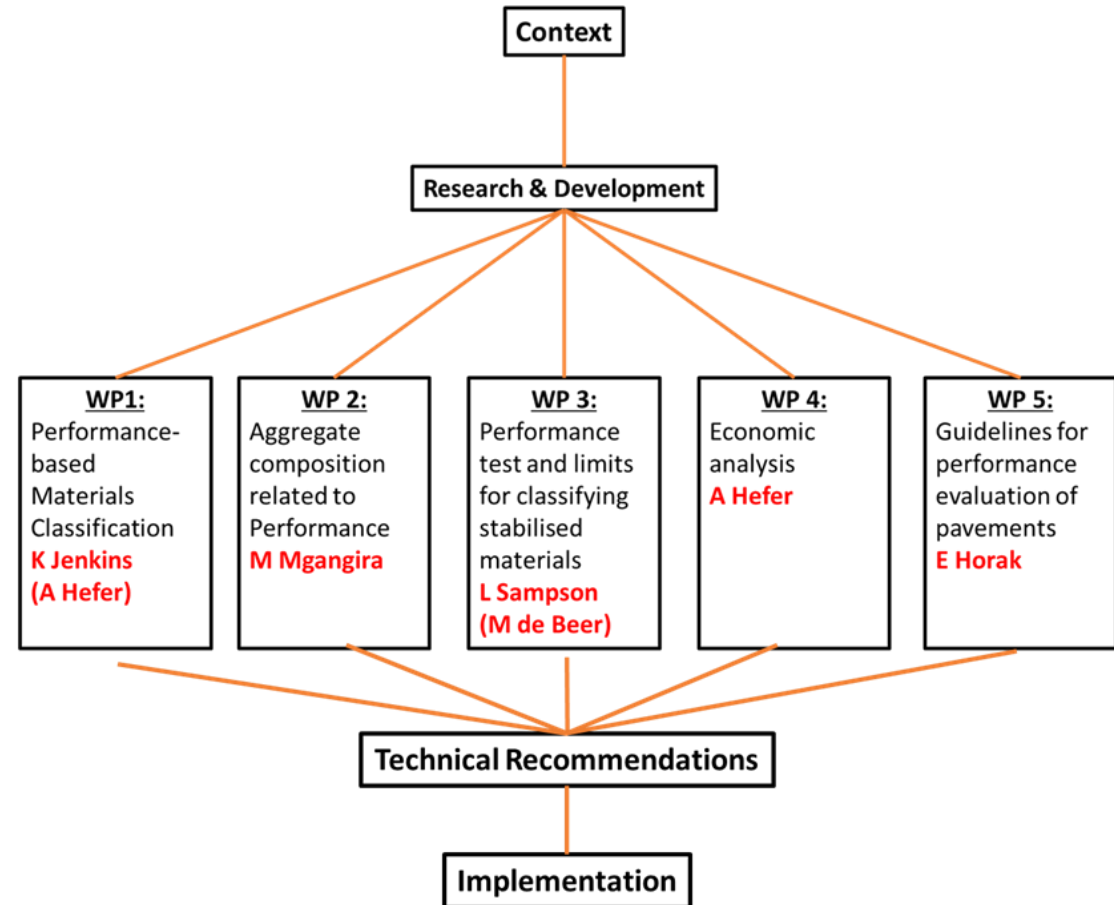 Context
Research & Development
WP1:
Performance-
based
Materials
Classification
K Jenkins
(A Hefer)
WP 2:
Aggregate
composition
related to
Performance
M Mgangira
WP 3:
Performance
test and limits
for classifying
stabilised
materials
L Sampson
(M de Beer)
WP 4:
Economic
analysis
A Hefer
WP 5:
Guidelines for
performance
evaluation of
pavements
E Horak
Technical Recommendations
Implementation